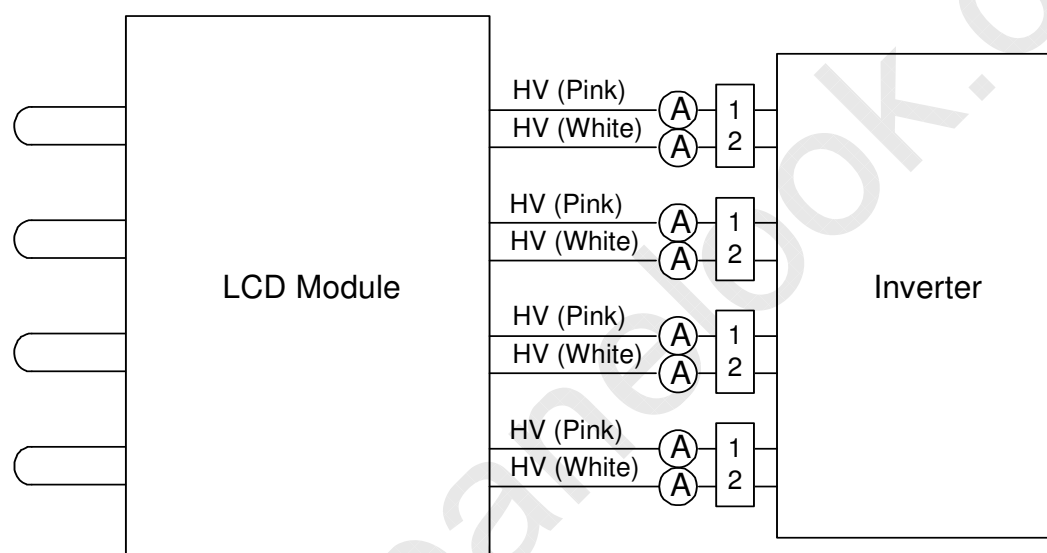 HV (Pink)
A
1
HV (White)
A
2
HV (Pink)
A
1
HV (White)
A
2
LCD Module
Inverter
HV (Pink)
A
1
HV (White)
A
2
HV (Pink)
A
1
HV (White)
A
2